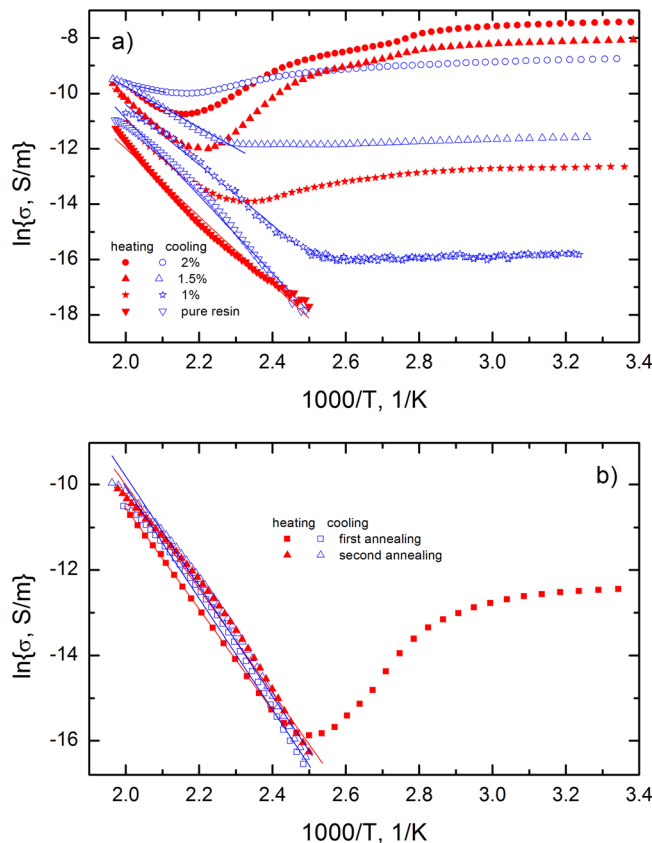 a)
-8
-10
-12
-14
-16
-18
ln{σ, S/m}
heating cooling
2%
1.5%
1%
pure resin
2.0 2.2 2.4 2.6 2.8 3.0 3.2 3.4
1000/T, 1/K
b)
-10
-12
-14
-16
ln{σ, S/m}
heating cooling
first annealing
second annealing
2.0 2.2 2.4 2.6 2.8 3.0 3.2 3.4
1000/T, 1/K